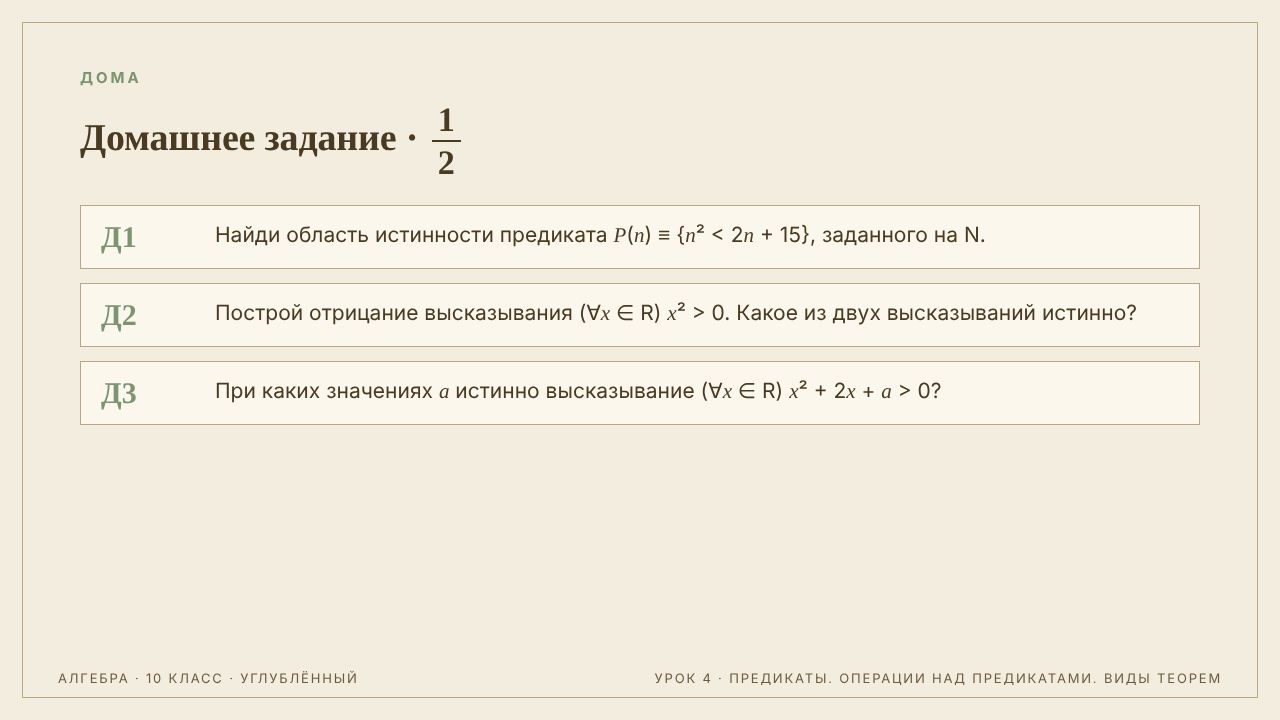 ДОМА
Домашнее задание · 1/2
Д1 Найди область истинности предиката P(n) ≡ {n² < 2n + 15}, заданного на N.
Д2 Построй отрицание высказывания (∀x ∈ R) x² > 0. Какое из двух высказываний истинно?
Д3 При каких значениях a истинно высказывание (∀x ∈ R) x² + 2x + a > 0?
АЛГЕБРА · 10 КЛАСС · УГЛУБЛЁННЫЙ
УРОК 4 · ПРЕДИКАТЫ. ОПЕРАЦИИ НАД ПРЕДИКАТАМИ. ВИДЫ ТЕОРЕМ